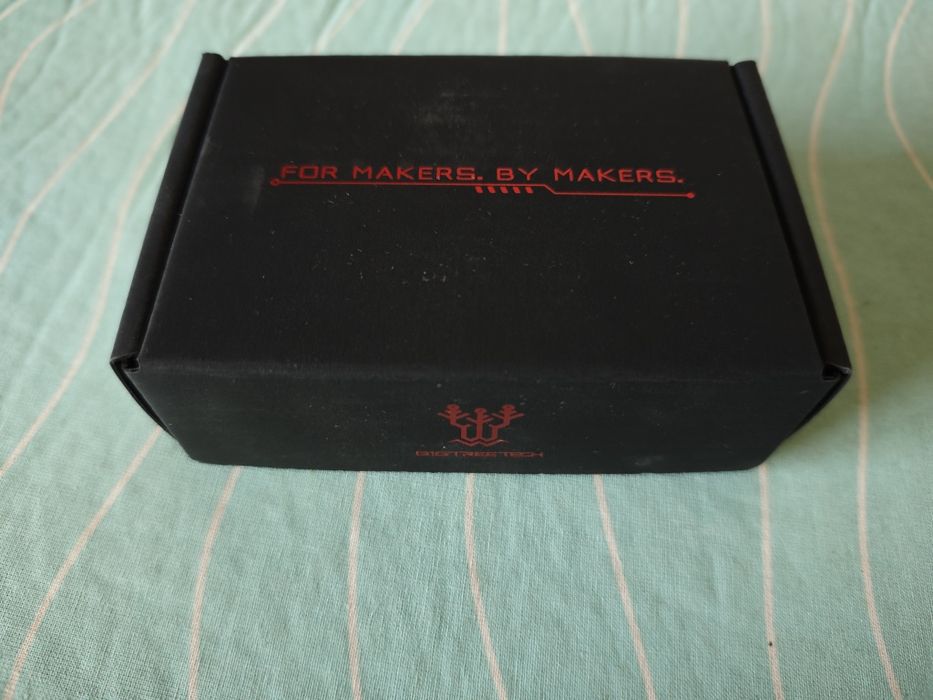 FOR MAKERS. BY MAKERS.
BIGTREETECH